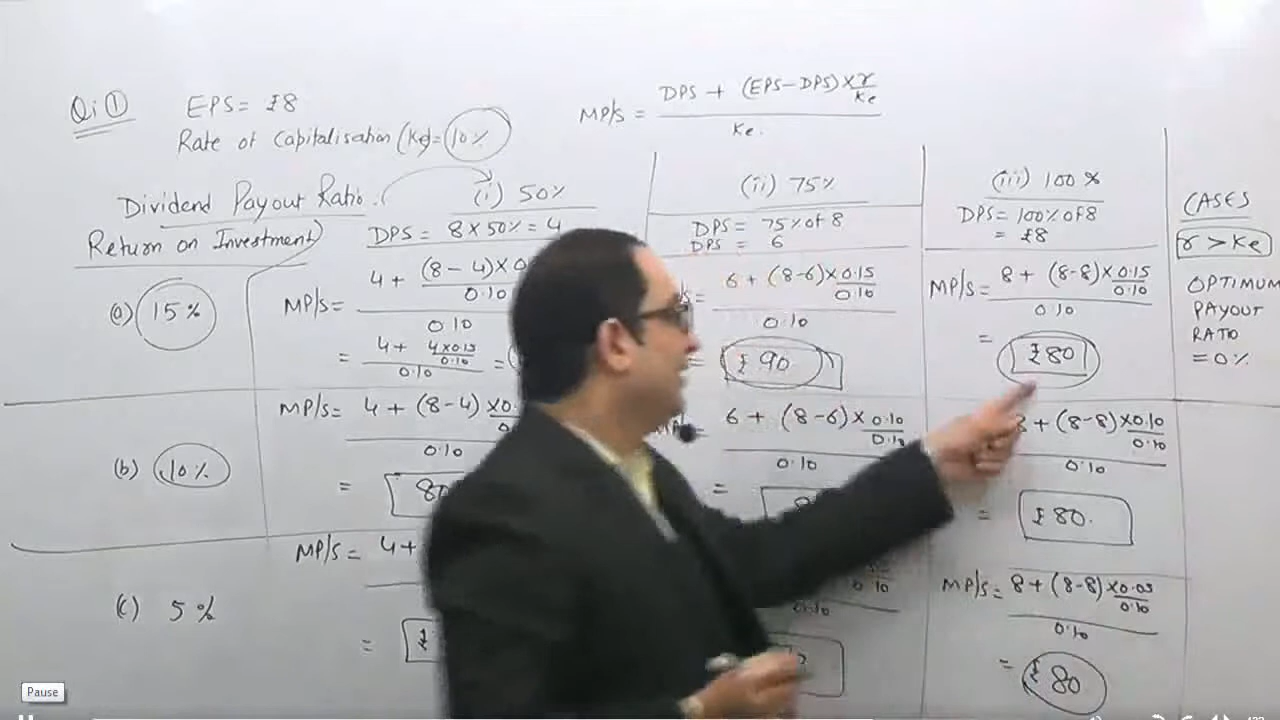 Qi ①
EPS = ₹8
Rate of Capitalisation (Ke) = 10%
MP/s = DPS + (EPS-DPS) × r/Ke
Ke.
Dividend Payout Ratio.
Return on Investment)
(i) 50%
DPS = 8 × 50% = 4
(ii) 75%
DPS = 75% of 8
DPS = 6
(iii) 100%
DPS = 100% of 8
= ₹8
CASES
r > Ke
OPTIMUM
PAYOUT
RATIO
= 0%
(a) 15%
MP/s =
4 + (8-4) ×
0.10
0.10
= 4 + 4×0.15/0.10
0.10
=
6 + (8-6) × 0.15/0.10
0.10
= ₹90
MP/s = 8 + (8-8) × 0.15/0.10
0.10
= ₹80
(b) 10%
MP/s = 4 + (8-4) ×
0.10
= 80
6 + (8-6) × 0.10/0.10
0.10
=
8 + (8-8) × 0.10/0.10
0.10
= ₹80.
(c) 5%
MP/s = 4 +
= ₹
0.10
0.10
MP/s = 8 + (8-8) × 0.05/0.10
0.10
= ₹80
Pause